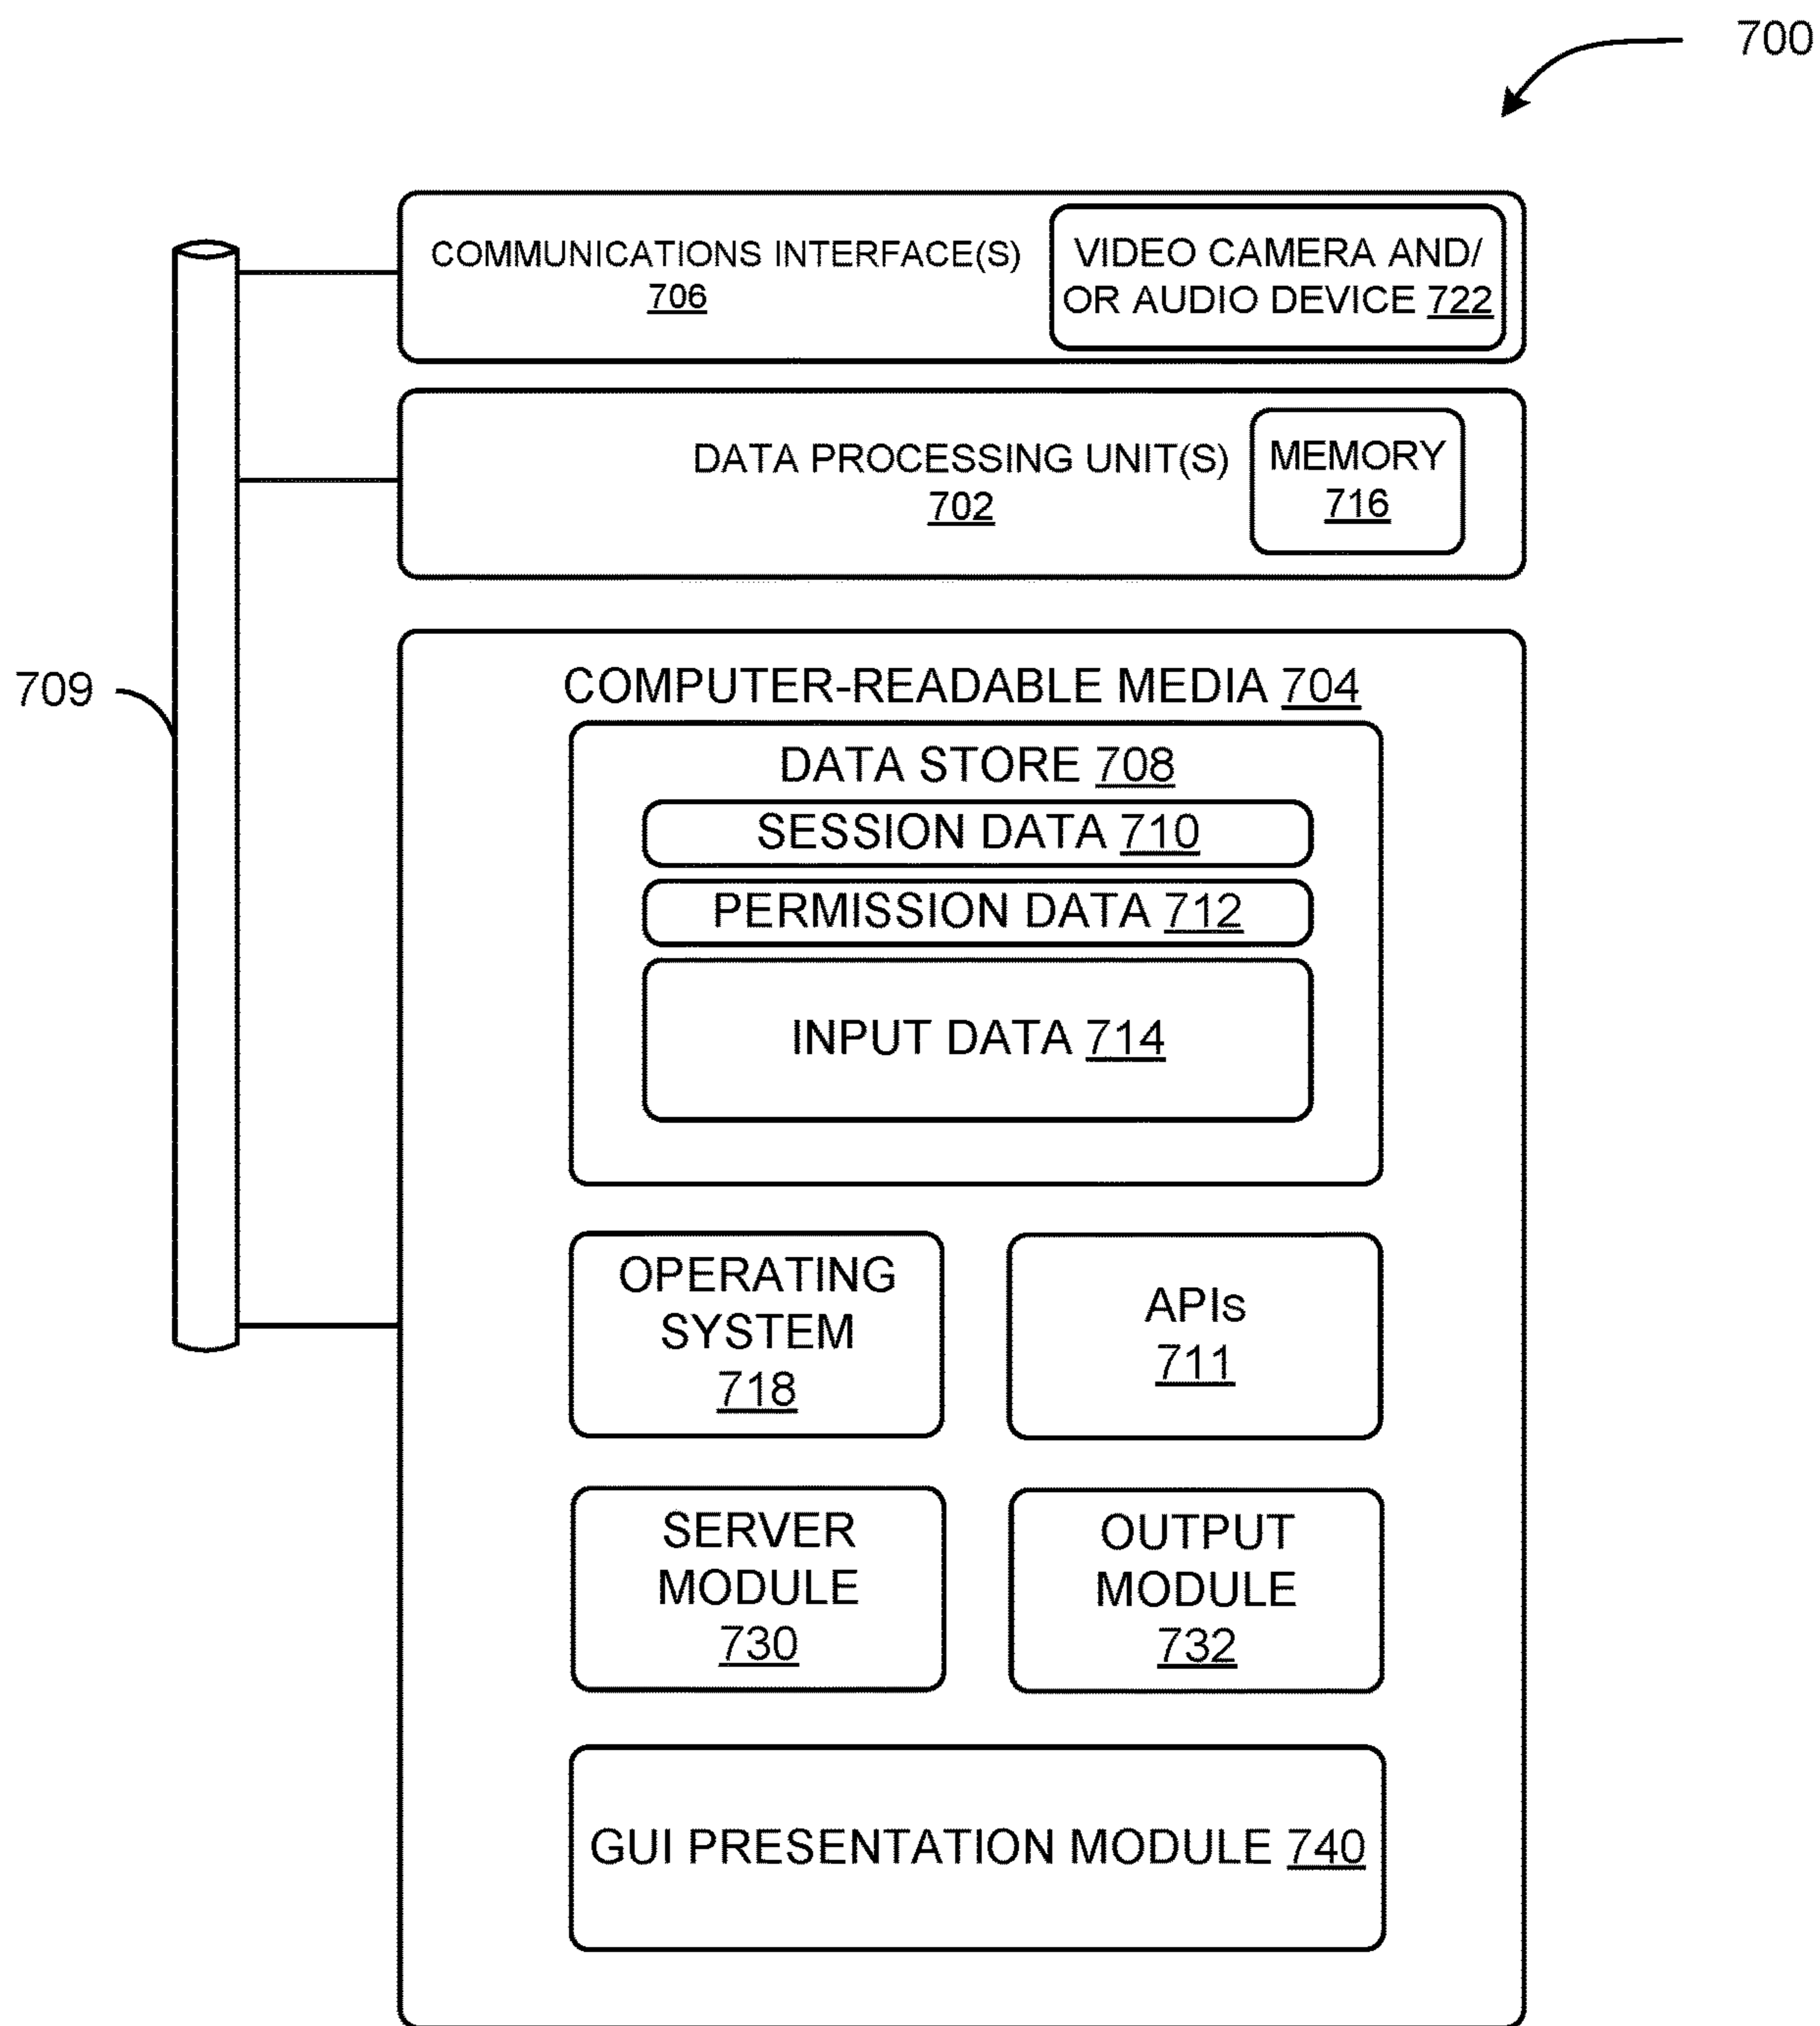 700
COMMUNICATIONS INTERFACE(S)
706
VIDEO CAMERA AND/
OR AUDIO DEVICE 722
DATA PROCESSING UNIT(S)
702
MEMORY
716
709
COMPUTER-READABLE MEDIA 704
DATA STORE 708
SESSION DATA 710
PERMISSION DATA 712
INPUT DATA 714
OPERATING
SYSTEM
718
APIs
711
SERVER
MODULE
730
OUTPUT
MODULE
732
GUI PRESENTATION MODULE 740